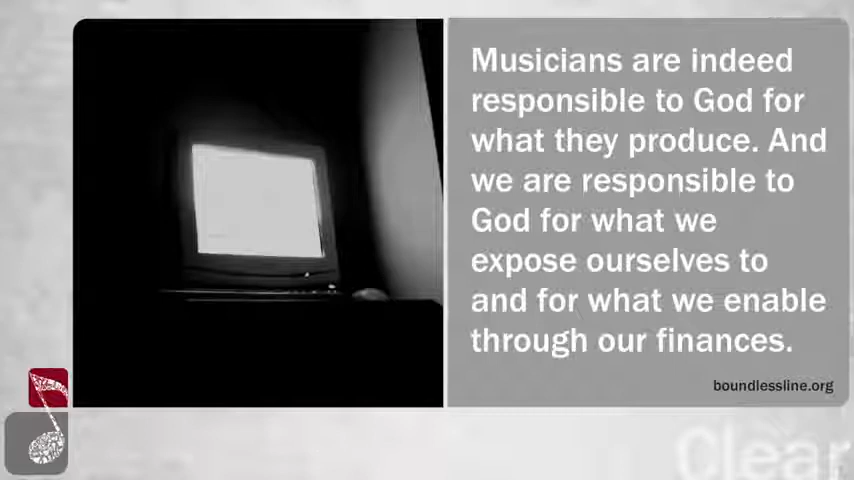 Musicians are indeed
responsible to God for
what they produce. And
we are responsible to
God for what we
expose ourselves to
and for what we enable
through our finances.
boundlessline.org
Clear